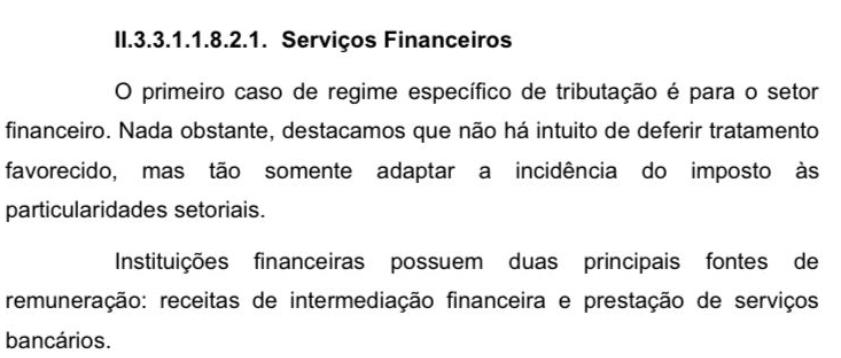 II.3.3.1.1.8.2.1. Serviços Financeiros
O primeiro caso de regime específico de tributação é para o setor
financeiro. Nada obstante, destacamos que não há intuito de deferir tratamento
favorecido, mas tão somente adaptar a incidência do imposto às
particularidades setoriais.
Instituições financeiras possuem duas principais fontes de
remuneração: receitas de intermediação financeira e prestação de serviços
bancários.